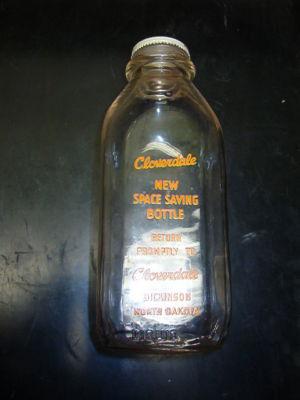 Cloverdale
NEW
SPACE SAVING
BOTTLE
RETURN
PROMPTLY TO
Cloverdale
DICKINSON
NORTH DAKOTA